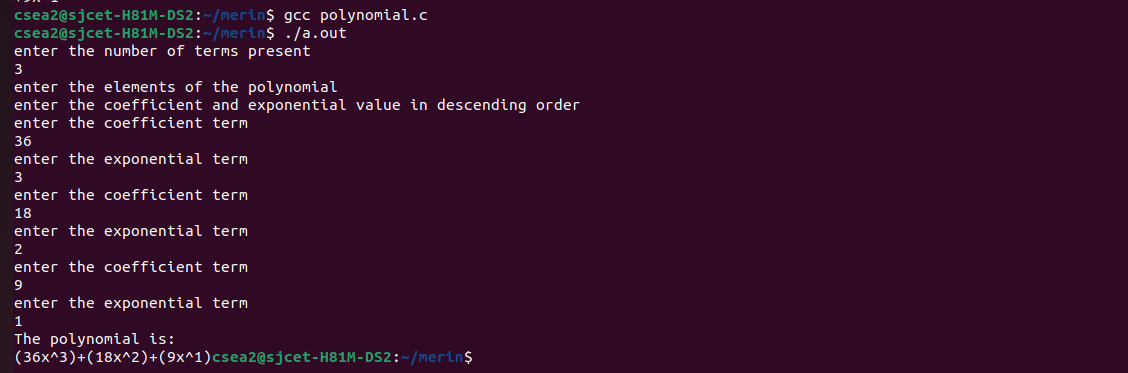 csea2@sjcet-H81M-DS2:~/merin$ gcc polynomial.c
csea2@sjcet-H81M-DS2:~/merin$ ./a.out
enter the number of terms present
3
enter the elements of the polynomial
enter the coefficient and exponential value in descending order
enter the coefficient term
36
enter the exponential term
3
enter the coefficient term
18
enter the exponential term
2
enter the coefficient term
9
enter the exponential term
1
The polynomial is:
(36x^3)+(18x^2)+(9x^1)csea2@sjcet-H81M-DS2:~/merin$